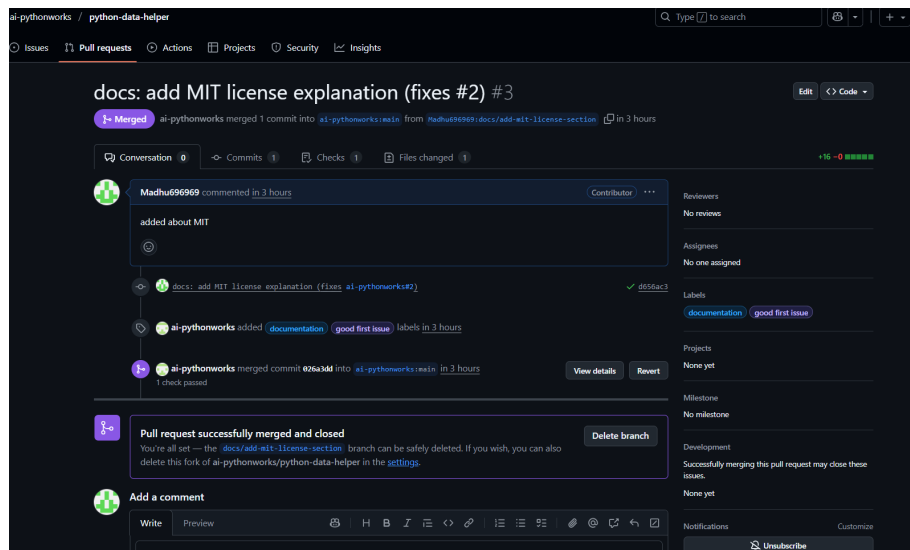 ai-pythonworks / python-data-helper
Type / to search
Issues Pull requests Actions Projects Security Insights
docs: add MIT license explanation (fixes #2) #3
Edit <> Code
Merged ai-pythonworks merged 1 commit into ai-pythonworks:main from Madhu696969:docs/add-mit-license-section in 3 hours
Conversation 0 Commits 1 Checks 1 Files changed 1
+16 −0
Madhu696969 commented in 3 hours
Contributor
added about MIT
docs: add MIT license explanation (fixes ai-pythonworks#2)
d656ac3
ai-pythonworks added documentation good first issue labels in 3 hours
ai-pythonworks merged commit 026a3dd into ai-pythonworks:main in 3 hours
1 check passed
View details Revert
Pull request successfully merged and closed
You're all set — the docs/add-mit-license-section branch can be safely deleted. If you wish, you can also
delete this fork of ai-pythonworks/python-data-helper in the settings.
Delete branch
Add a comment
Write Preview
H B I
Reviewers
No reviews
Assignees
No one assigned
Labels
documentation good first issue
Projects
None yet
Milestone
No milestone
Development
Successfully merging this pull request may close these
issues.
None yet
Notifications Customize
Unsubscribe